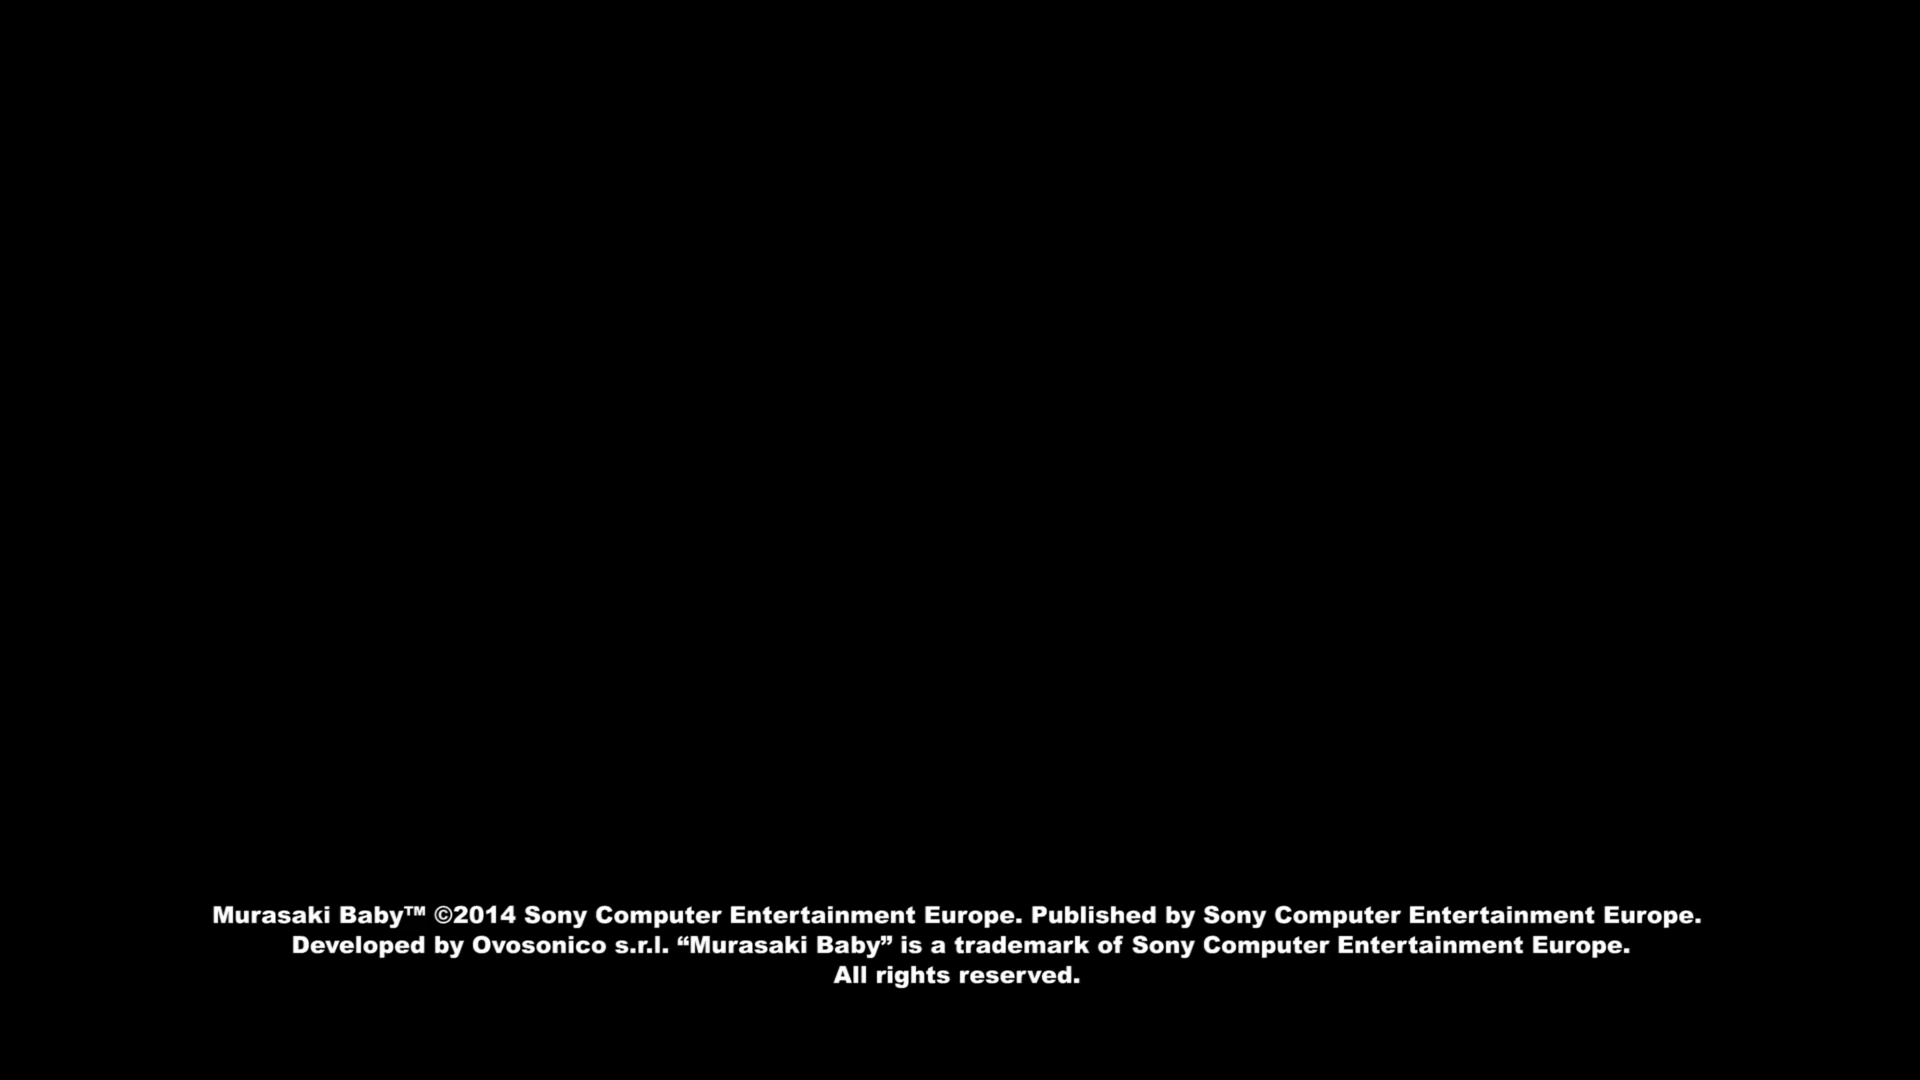 Murasaki Baby™ ©2014 Sony Computer Entertainment Europe. Published by Sony Computer Entertainment Europe.
Developed by Ovosonico s.r.l. “Murasaki Baby” is a trademark of Sony Computer Entertainment Europe.
All rights reserved.